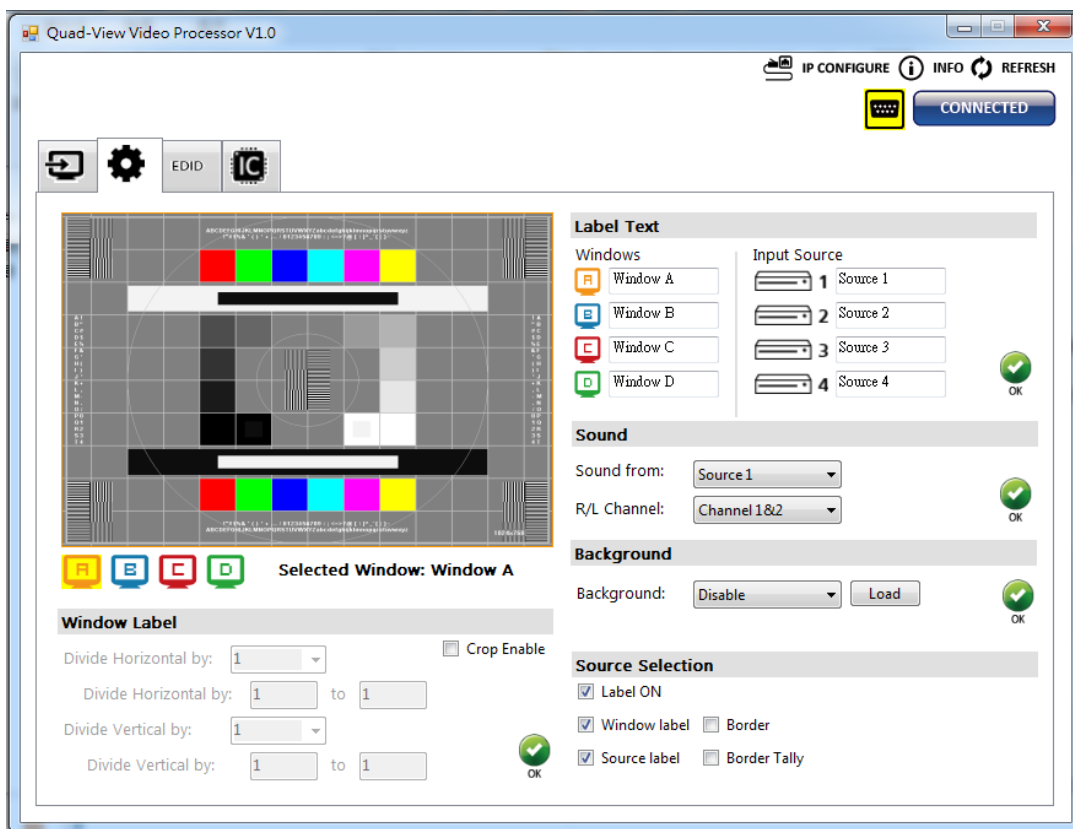 Quad-View Video Processor V1.0
IP CONFIGURE INFO REFRESH
CONNECTED
EDID IC
Label Text
Windows Input Source
A Window A 1 Source 1
B Window B 2 Source 2
C Window C 3 Source 3
D Window D 4 Source 4
OK
Sound
Sound from: Source 1
R/L Channel: Channel 1&2
OK
Background
Background: Disable Load
OK
A B C D Selected Window: Window A
Window Label
Crop Enable
Divide Horizontal by: 1
Divide Horizontal by: 1 to 1
Divide Vertical by: 1
Divide Vertical by: 1 to 1
OK
Source Selection
Label ON
Window label Border
Source label Border Tally